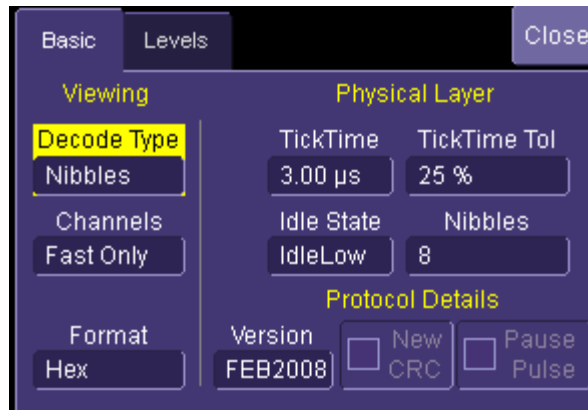 Basic
Levels
Close
Viewing
Physical Layer
Decode Type
TickTime
TickTime Tol
Nibbles
3.00 µs
25 %
Channels
Idle State
Nibbles
Fast Only
IdleLow
8
Protocol Details
Format
Version
New
CRC
Pause
Pulse
Hex
FEB2008